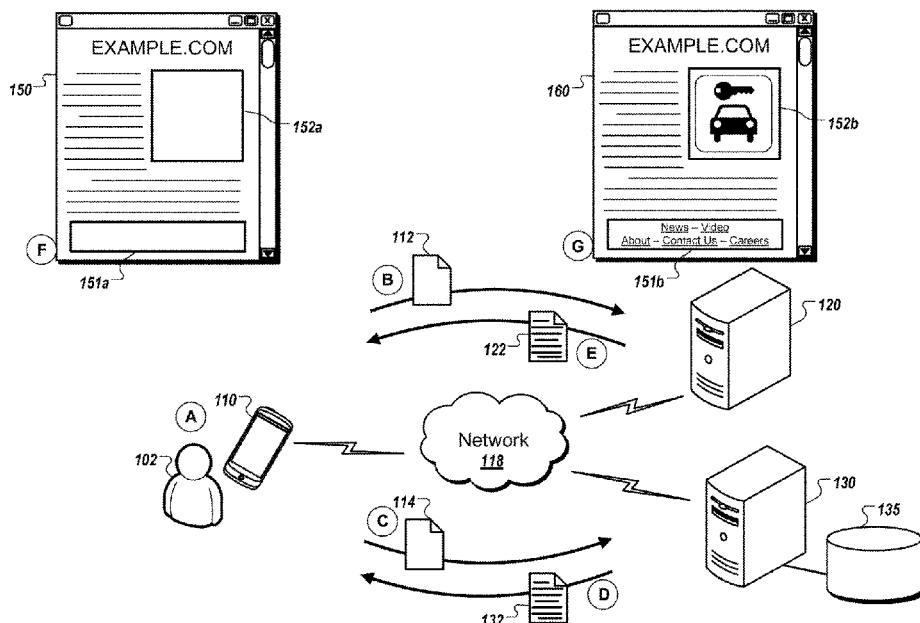 EXAMPLE.COM
150
152a
F
151a
EXAMPLE.COM
160
152b
G
News – Video
About – Contact Us – Careers
151b
112
B
122
E
120
A
110
102
Network
118
130
135
C
114
132
D